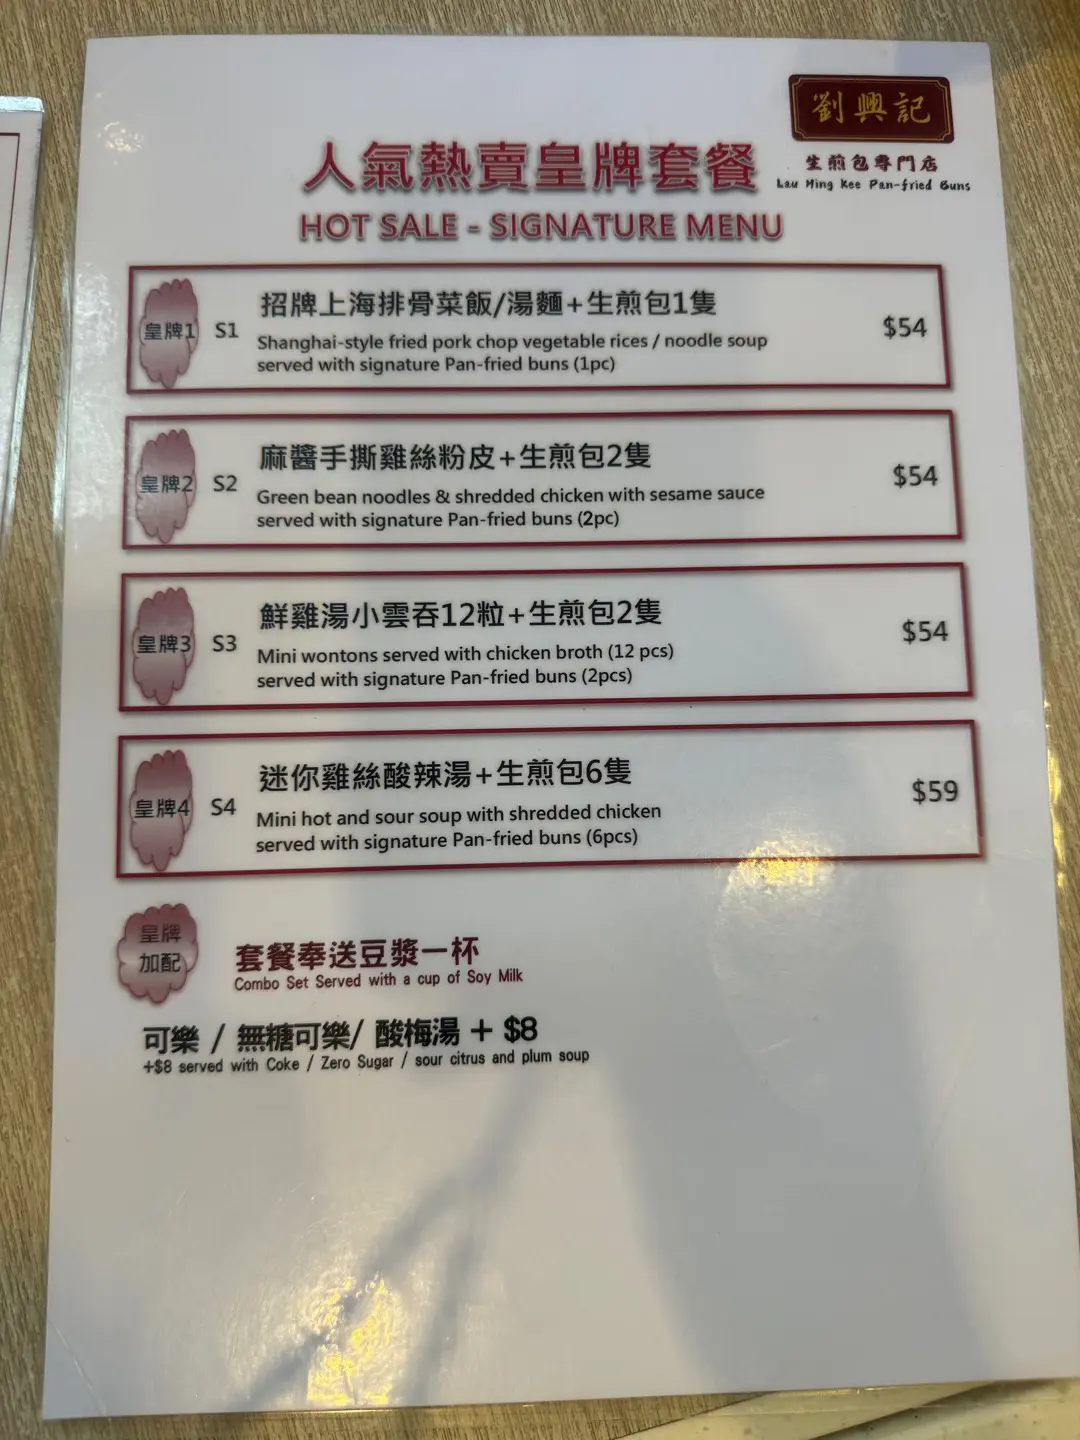 劉興記
生煎包專門店
Lau Hing Kee Pan-fried Buns
人氣熱賣皇牌套餐
HOT SALE - SIGNATURE MENU
皇牌1 S1 招牌上海排骨菜飯/湯麵+生煎包1隻 $54
Shanghai-style fried pork chop vegetable rices / noodle soup
served with signature Pan-fried buns (1pc)
皇牌2 S2 麻醬手撕雞絲粉皮+生煎包2隻 $54
Green bean noodles & shredded chicken with sesame sauce
served with signature Pan-fried buns (2pc)
皇牌3 S3 鮮雞湯小雲吞12粒+生煎包2隻 $54
Mini wontons served with chicken broth (12 pcs)
served with signature Pan-fried buns (2pcs)
皇牌4 S4 迷你雞絲酸辣湯+生煎包6隻 $59
Mini hot and sour soup with shredded chicken
served with signature Pan-fried buns (6pcs)
皇牌
加配
套餐奉送豆漿一杯
Combo Set Served with a cup of Soy Milk
可樂 / 無糖可樂/ 酸梅湯 + $8
+$8 served with Coke / Zero Sugar / sour citrus and plum soup